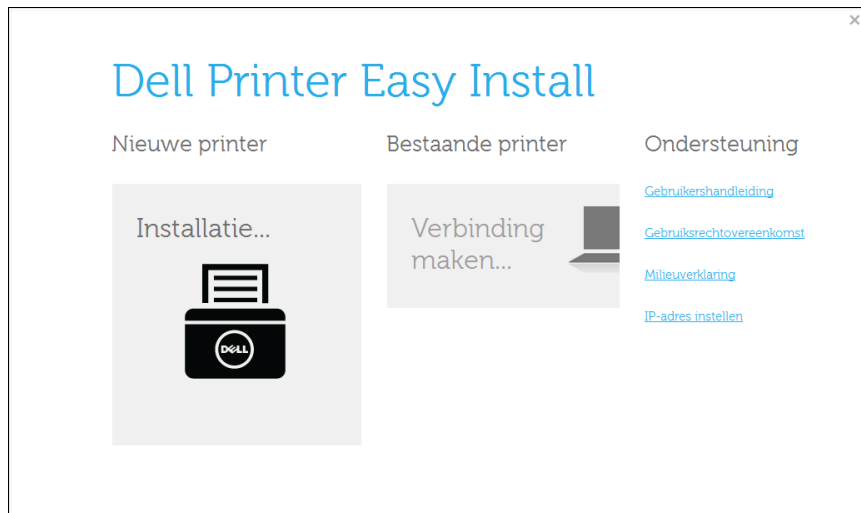 ×
Dell Printer Easy Install
Nieuwe printer
Installatie...
DELL
Bestaande printer
Verbinding
maken...
Ondersteuning
Gebruikershandleiding
Gebruiksrechtovereenkomst
Milieuverklaring
IP-adres instellen